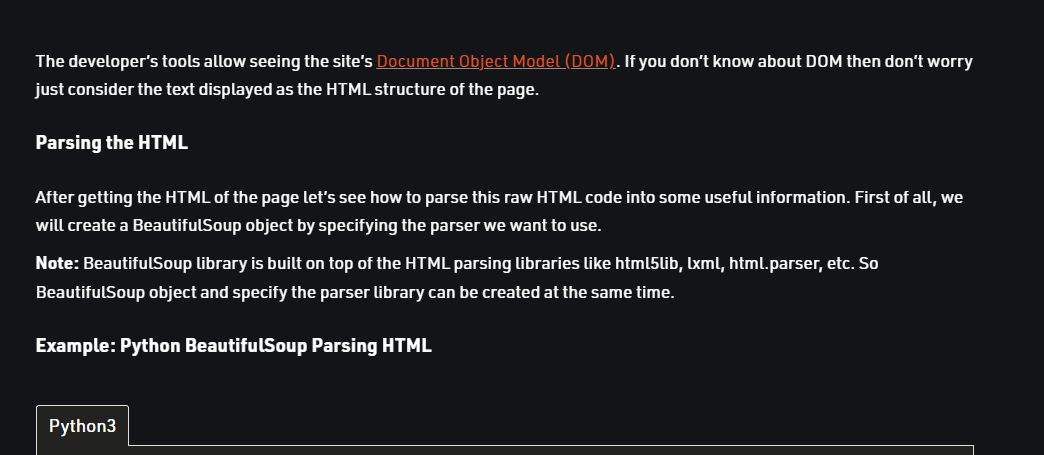 The developer's tools allow seeing the site's Document Object Model (DOM). If you don't know about DOM then don't worry
just consider the text displayed as the HTML structure of the page.
Parsing the HTML
After getting the HTML of the page let's see how to parse this raw HTML code into some useful information. First of all, we
will create a BeautifulSoup object by specifying the parser we want to use.
Note: BeautifulSoup library is built on top of the HTML parsing libraries like html5lib, lxml, html.parser, etc. So
BeautifulSoup object and specify the parser library can be created at the same time.
Example: Python BeautifulSoup Parsing HTML
Python3